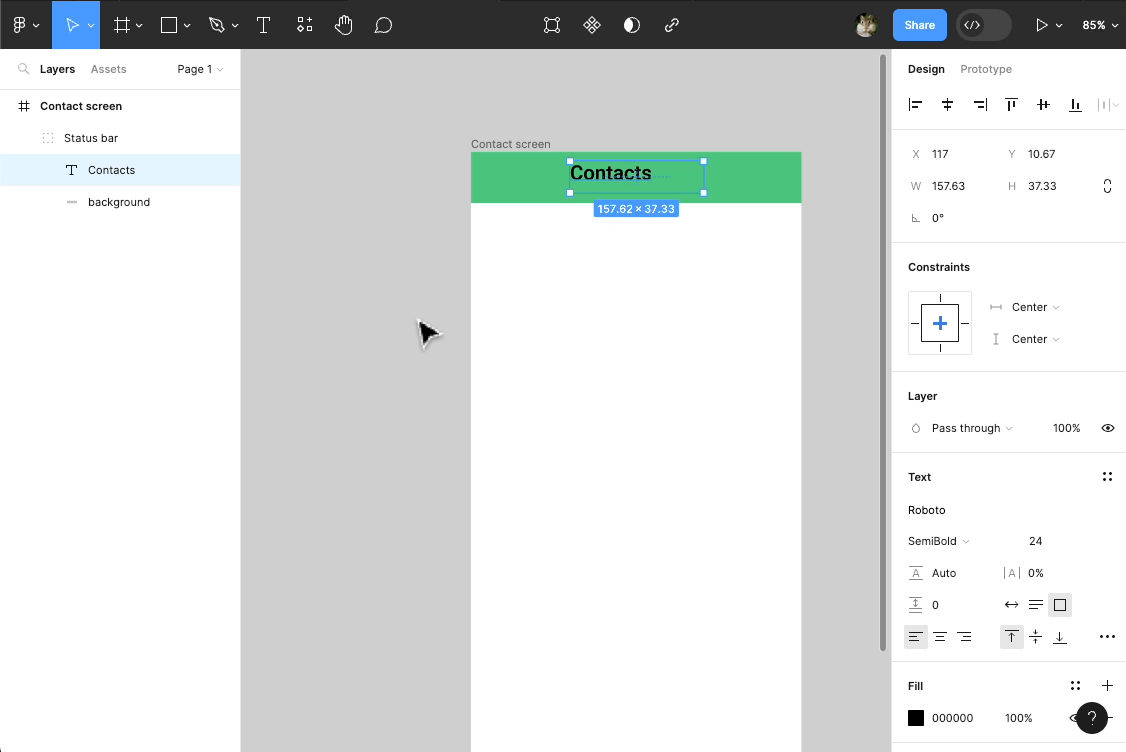 Share
85%
Layers
Assets
Page 1
Contact screen
Status bar
Contacts
background
Contact screen
Contacts
157.62 × 37.33
Design
Prototype
X 117
Y 10.67
W 157.63
H 37.33
0°
Constraints
Center
Center
Layer
Pass through
100%
Text
Roboto
SemiBold
24
A Auto
|A| 0%
0
Fill
000000
100%
?